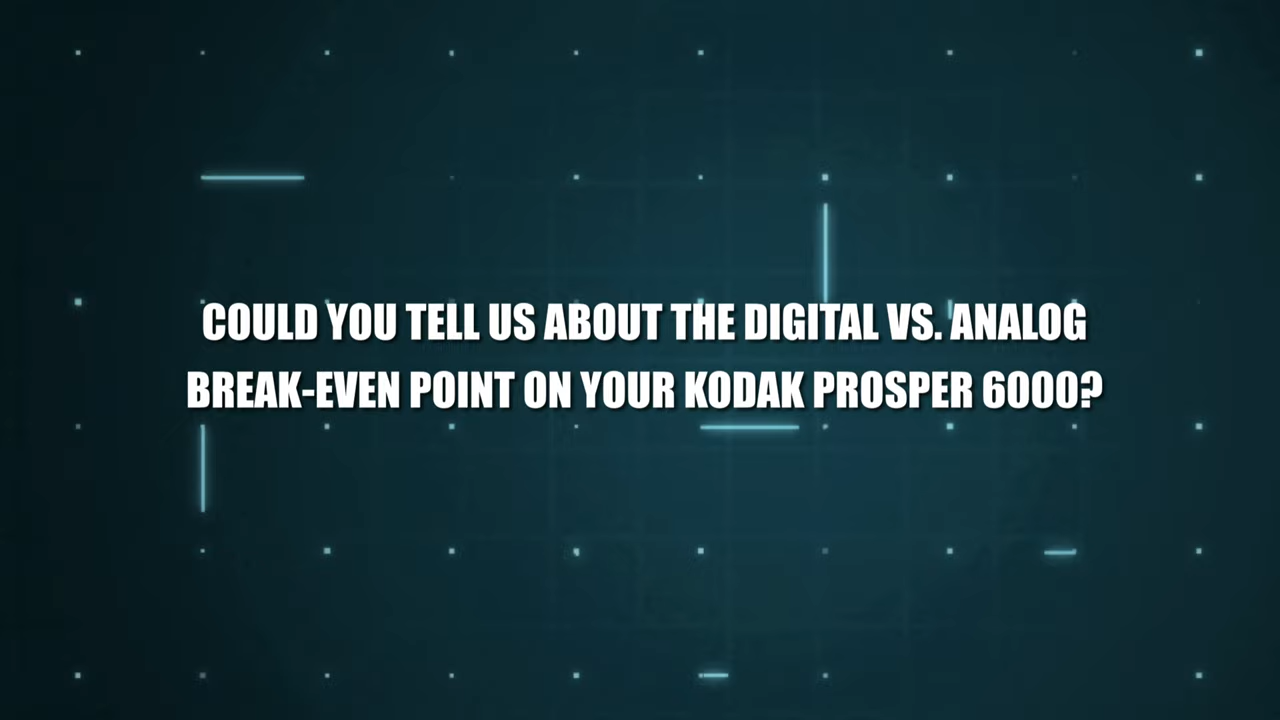 COULD YOU TELL US ABOUT THE DIGITAL VS. ANALOG
BREAK-EVEN POINT ON YOUR KODAK PROSPER 6000?